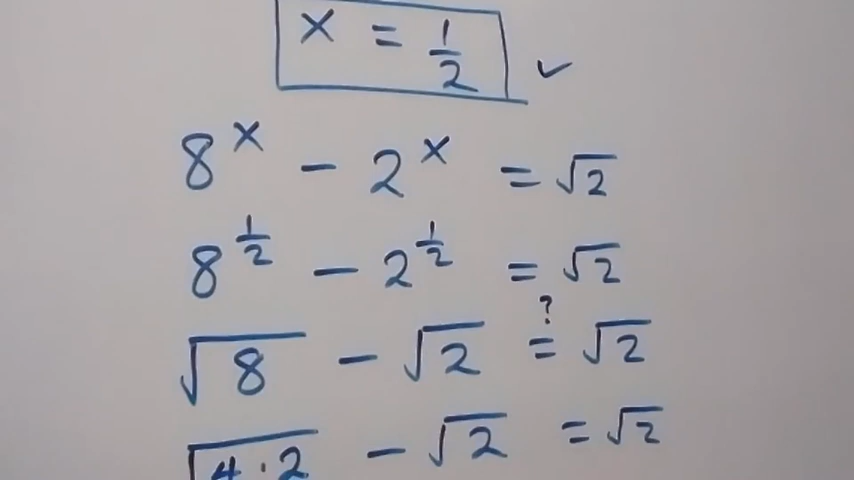 x = 1/2 ✓
8^x - 2^x = √2
8^(1/2) - 2^(1/2) = √2
√8 - √2 =? √2
√(4·2) - √2 = √2